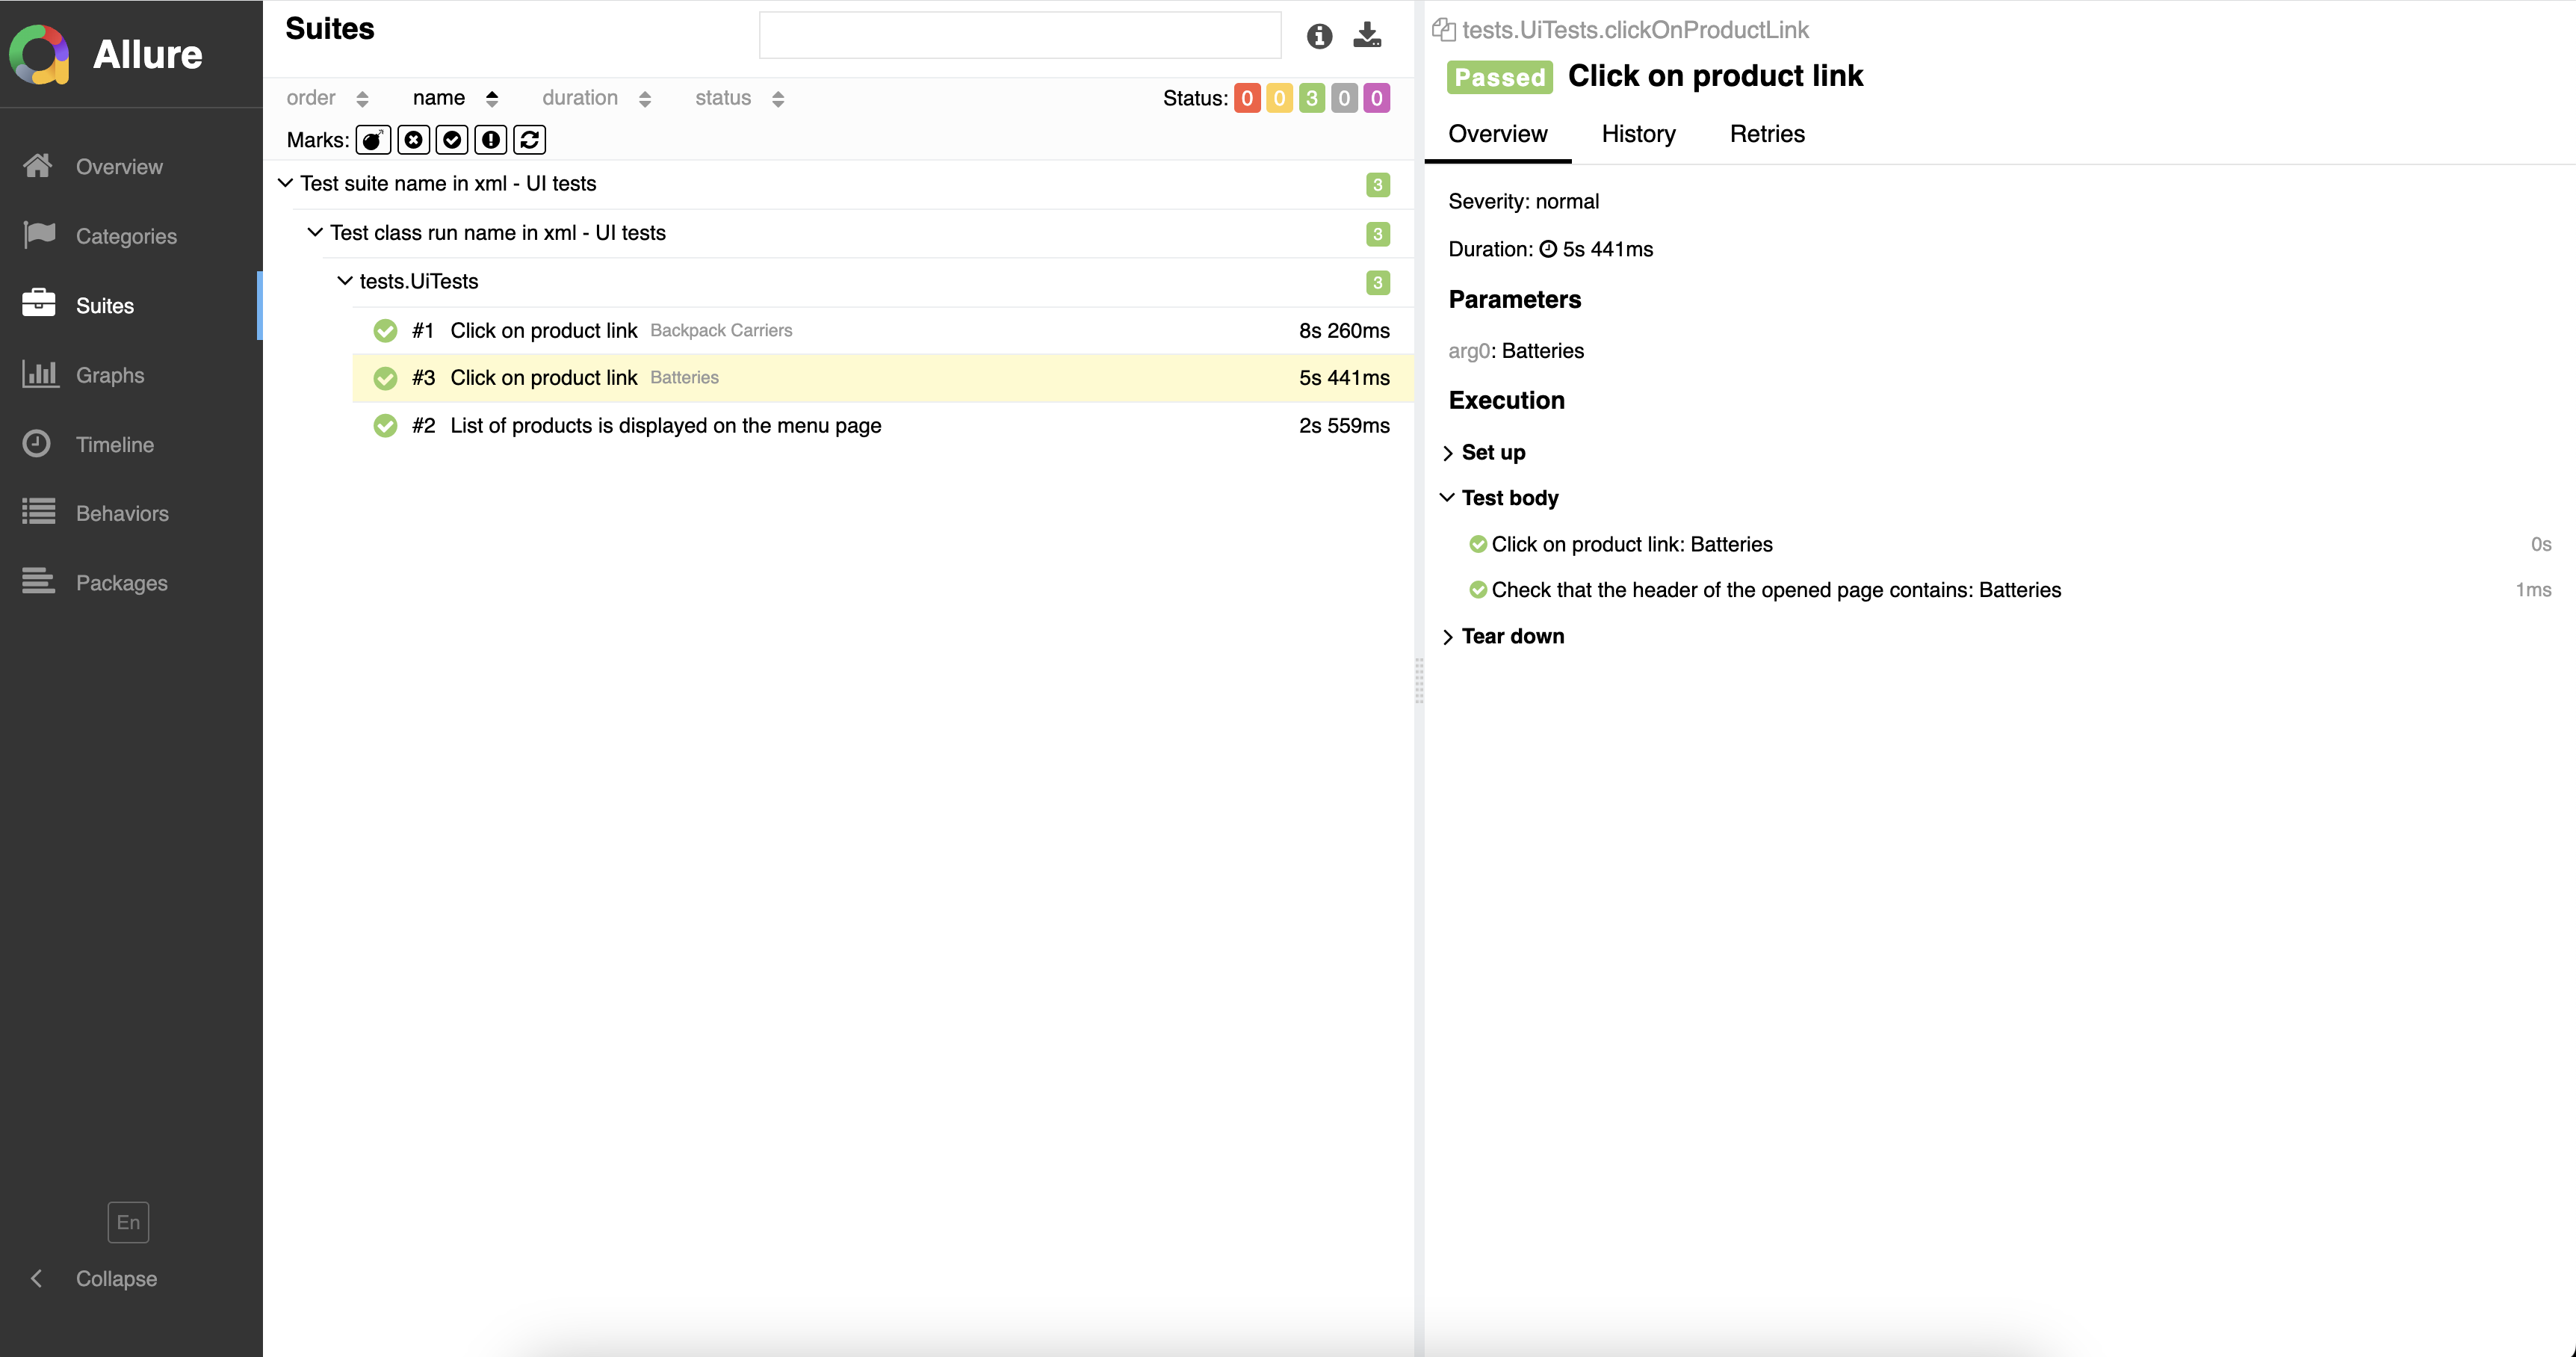 Allure
Overview
Categories
Suites
Graphs
Timeline
Behaviors
Packages
En
Collapse
Suites
order name duration status
Status: 0 0 3 0 0
Marks:
Test suite name in xml - UI tests 3
Test class run name in xml - UI tests 3
tests.UiTests 3
#1 Click on product link Backpack Carriers 8s 260ms
#3 Click on product link Batteries 5s 441ms
#2 List of products is displayed on the menu page 2s 559ms
tests.UiTests.clickOnProductLink
Passed Click on product link
Overview History Retries
Severity: normal
Duration: 5s 441ms
Parameters
arg0: Batteries
Execution
Set up
Test body
Click on product link: Batteries 0s
Check that the header of the opened page contains: Batteries 1ms
Tear down